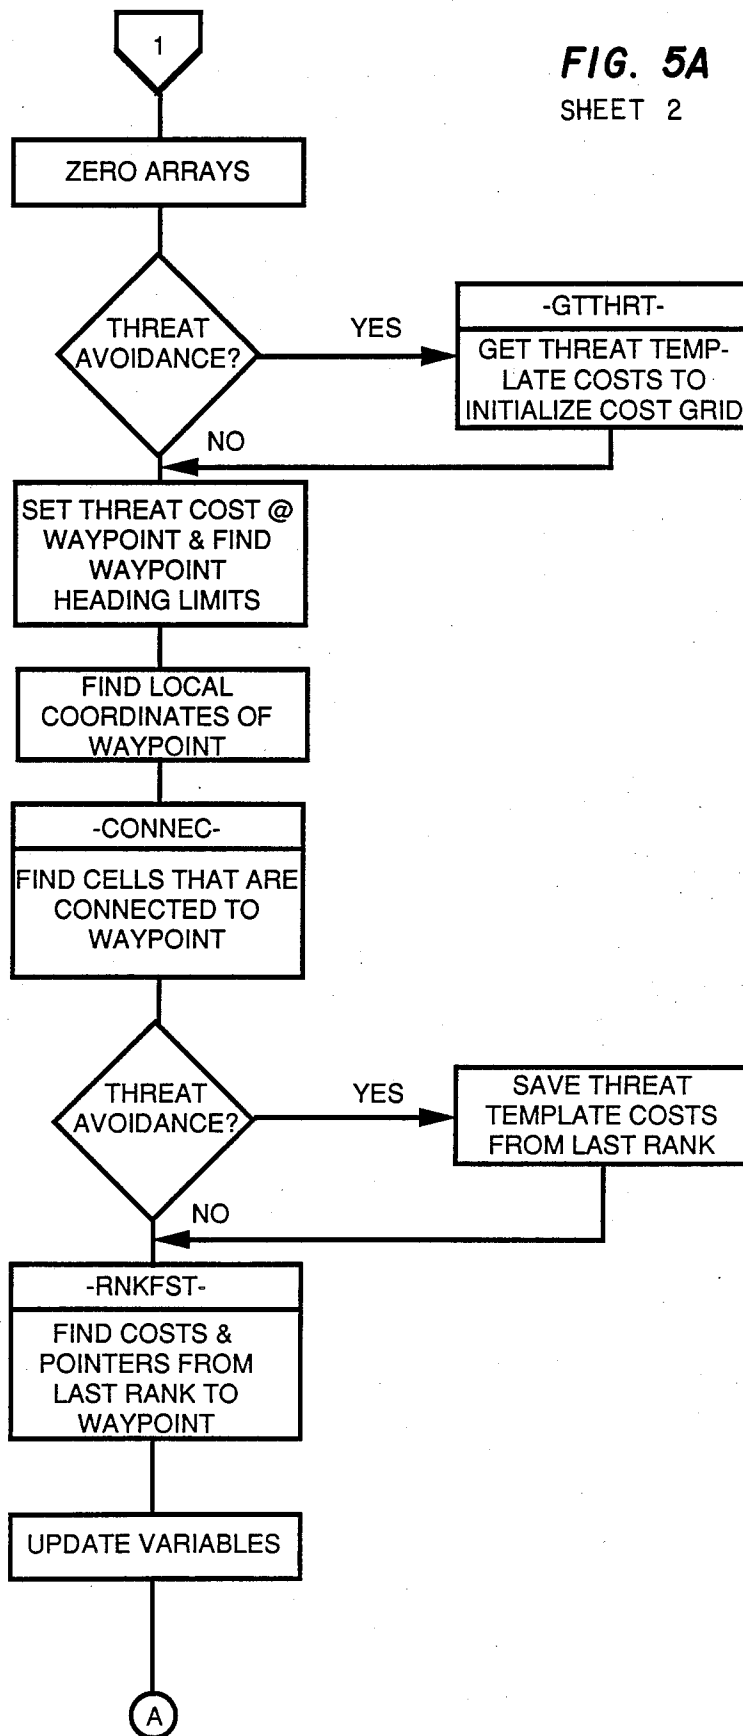 1
FIG. 5A
SHEET 2
ZERO ARRAYS
THREAT
AVOIDANCE?
YES
-GTTHRT-
GET THREAT TEMP-
LATE COSTS TO
INITIALIZE COST GRID
NO
SET THREAT COST @
WAYPOINT & FIND
WAYPOINT
HEADING LIMITS
FIND LOCAL
COORDINATES OF
WAYPOINT
-CONNEC-
FIND CELLS THAT ARE
CONNECTED TO
WAYPOINT
THREAT
AVOIDANCE?
YES
SAVE THREAT
TEMPLATE COSTS
FROM LAST RANK
NO
-RNKFST-
FIND COSTS &
POINTERS FROM
LAST RANK TO
WAYPOINT
UPDATE VARIABLES
A